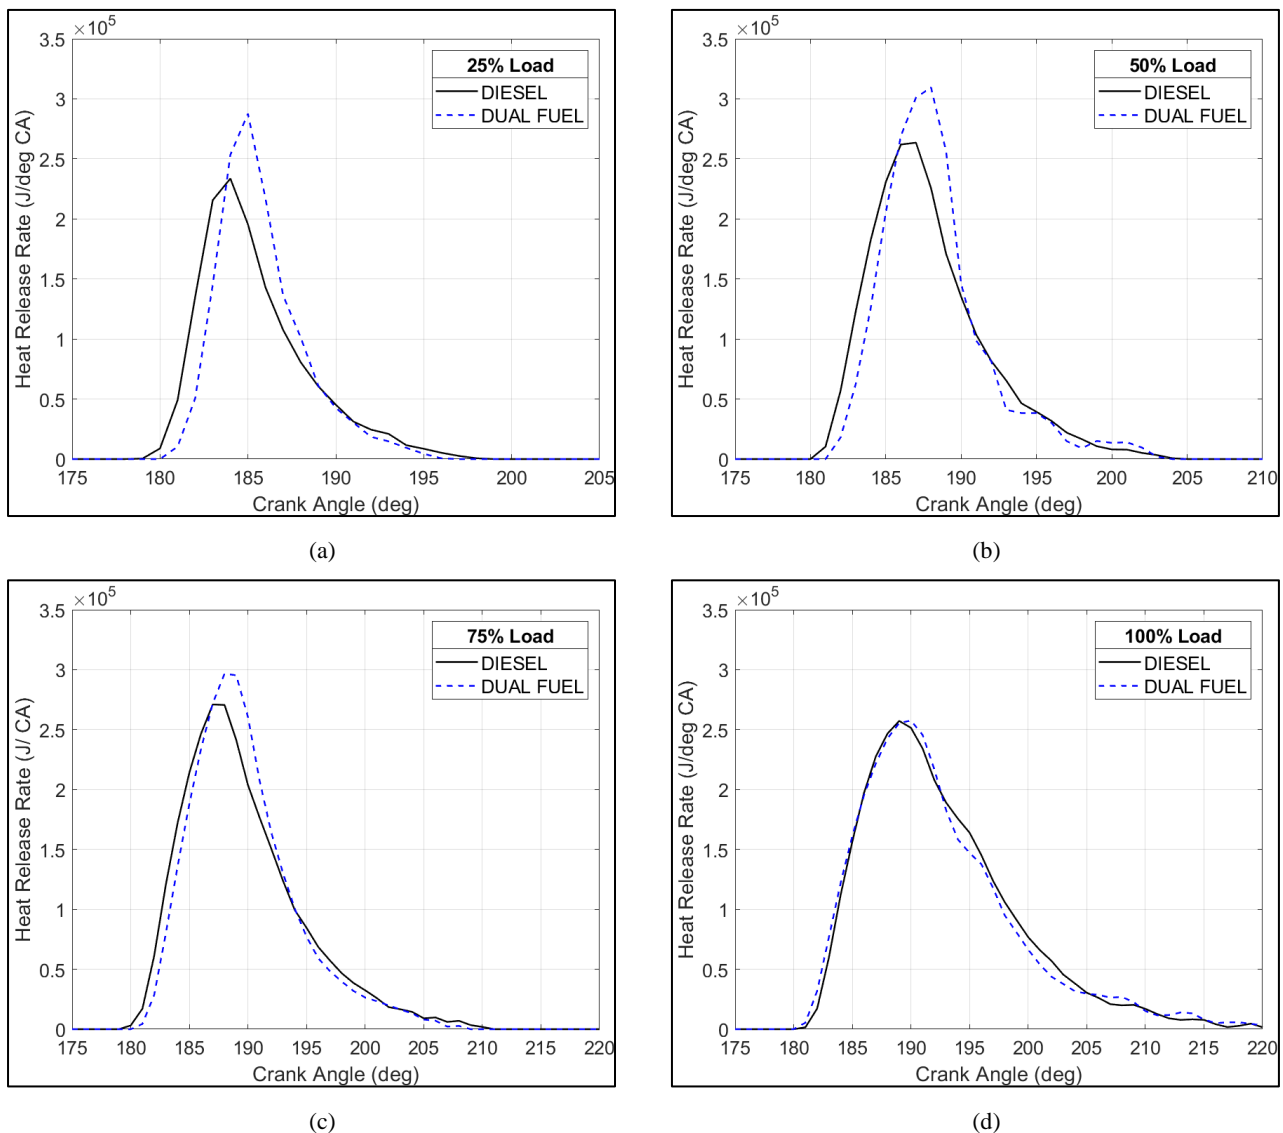 ×10^5
3.5
3
2.5
2
1.5
1
0.5
0
Heat Release Rate (J/deg CA)
25% Load
DIESEL
DUAL FUEL
175 180 185 190 195 200 205
Crank Angle (deg)
(a)
×10^5
3.5
3
2.5
2
1.5
1
0.5
0
Heat Release Rate (J/deg CA)
50% Load
DIESEL
DUAL FUEL
175 180 185 190 195 200 205 210
Crank Angle (deg)
(b)
×10^5
3.5
3
2.5
2
1.5
1
0.5
0
Heat Release Rate (J/ CA)
75% Load
DIESEL
DUAL FUEL
175 180 185 190 195 200 205 210 215 220
Crank Angle (deg)
(c)
×10^5
3.5
3
2.5
2
1.5
1
0.5
0
Heat Release Rate (J/deg CA)
100% Load
DIESEL
DUAL FUEL
175 180 185 190 195 200 205 210 215 220
Crank Angle (deg)
(d)